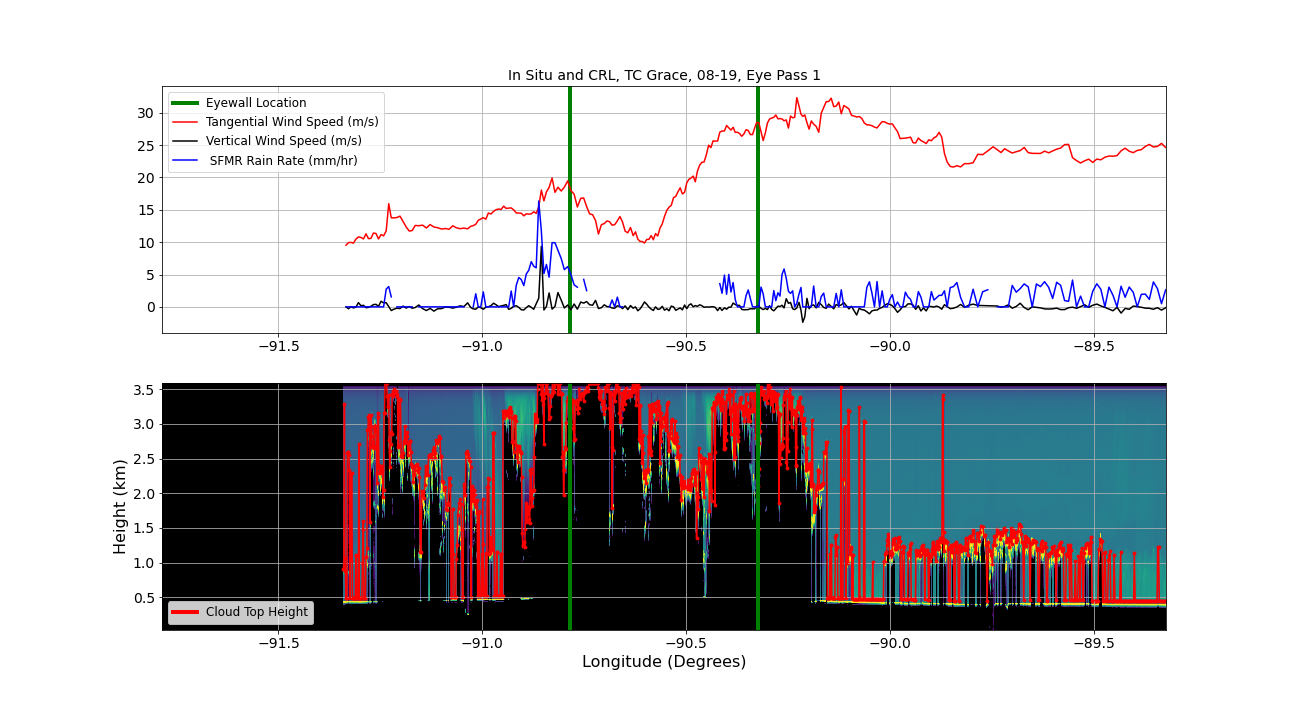 In Situ and CRL, TC Grace, 08-19, Eye Pass 1
Eyewall Location
Tangential Wind Speed (m/s)
Vertical Wind Speed (m/s)
SFMR Rain Rate (mm/hr)
30
25
20
15
10
5
0
−91.5 −91.0 −90.5 −90.0 −89.5
Height (km)
3.5
3.0
2.5
2.0
1.5
1.0
0.5
Cloud Top Height
−91.5 −91.0 −90.5 −90.0 −89.5
Longitude (Degrees)